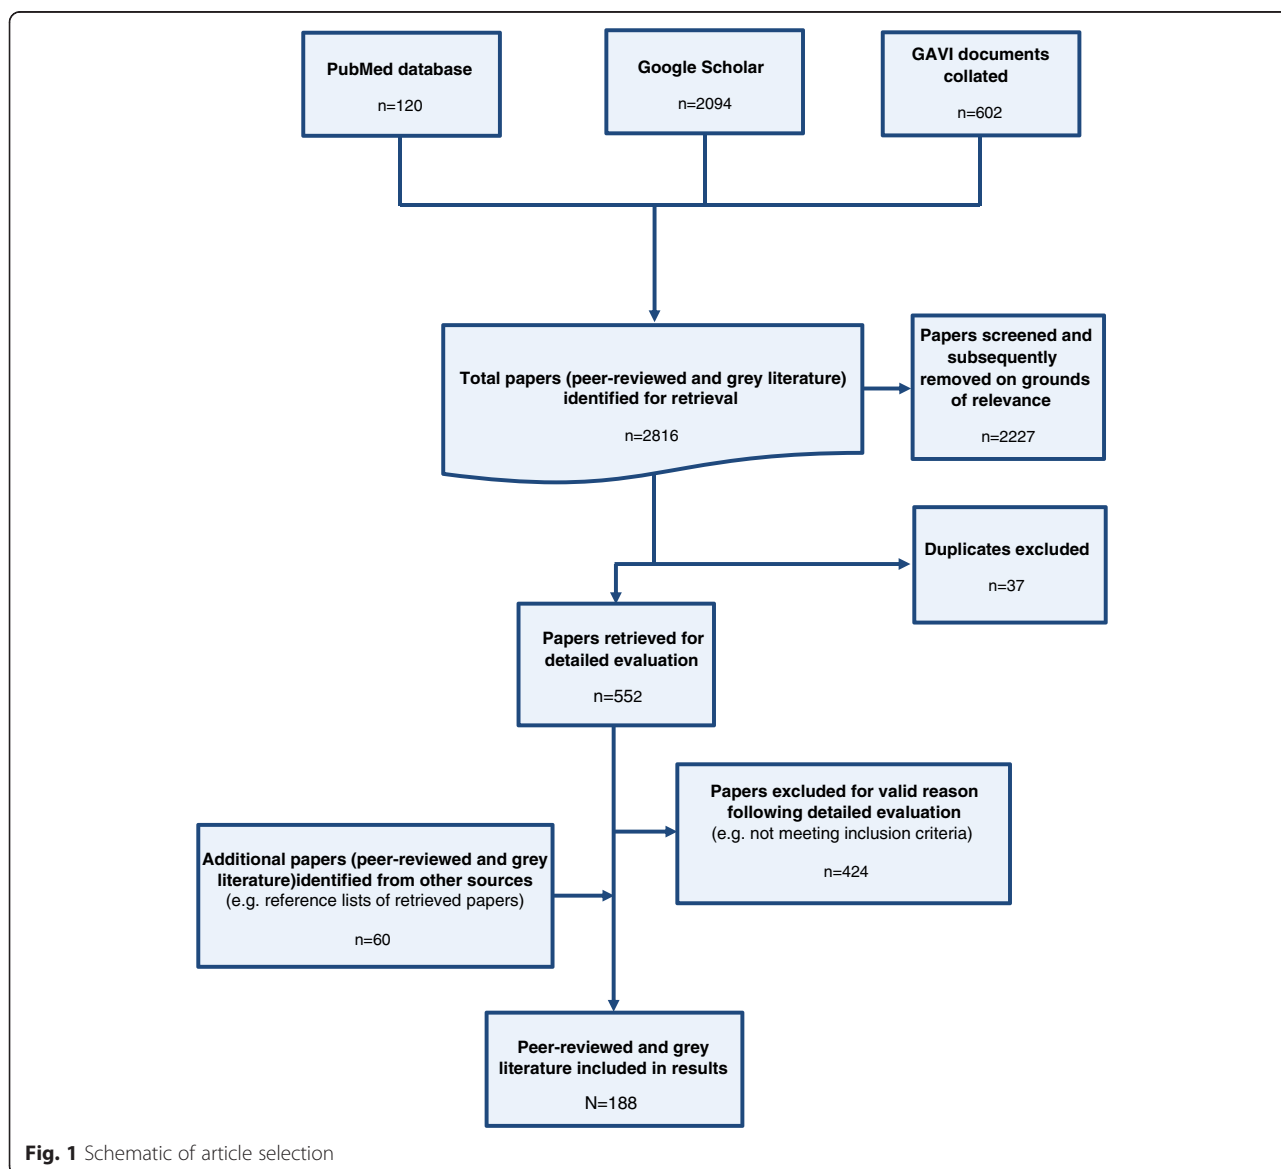 PubMed database
n=120
Google Scholar
n=2094
GAVI documents
collated
n=602
Total papers (peer-reviewed and grey literature)
identified for retrieval
n=2816
Papers screened and
subsequently
removed on grounds
of relevance
n=2227
Duplicates excluded
n=37
Papers retrieved for
detailed evaluation
n=552
Papers excluded for valid reason
following detailed evaluation
(e.g. not meeting inclusion criteria)
n=424
Additional papers (peer-reviewed and grey
literature)identified from other sources
(e.g. reference lists of retrieved papers)
n=60
Peer-reviewed and grey
literature included in results
N=188
Fig. 1 Schematic of article selection